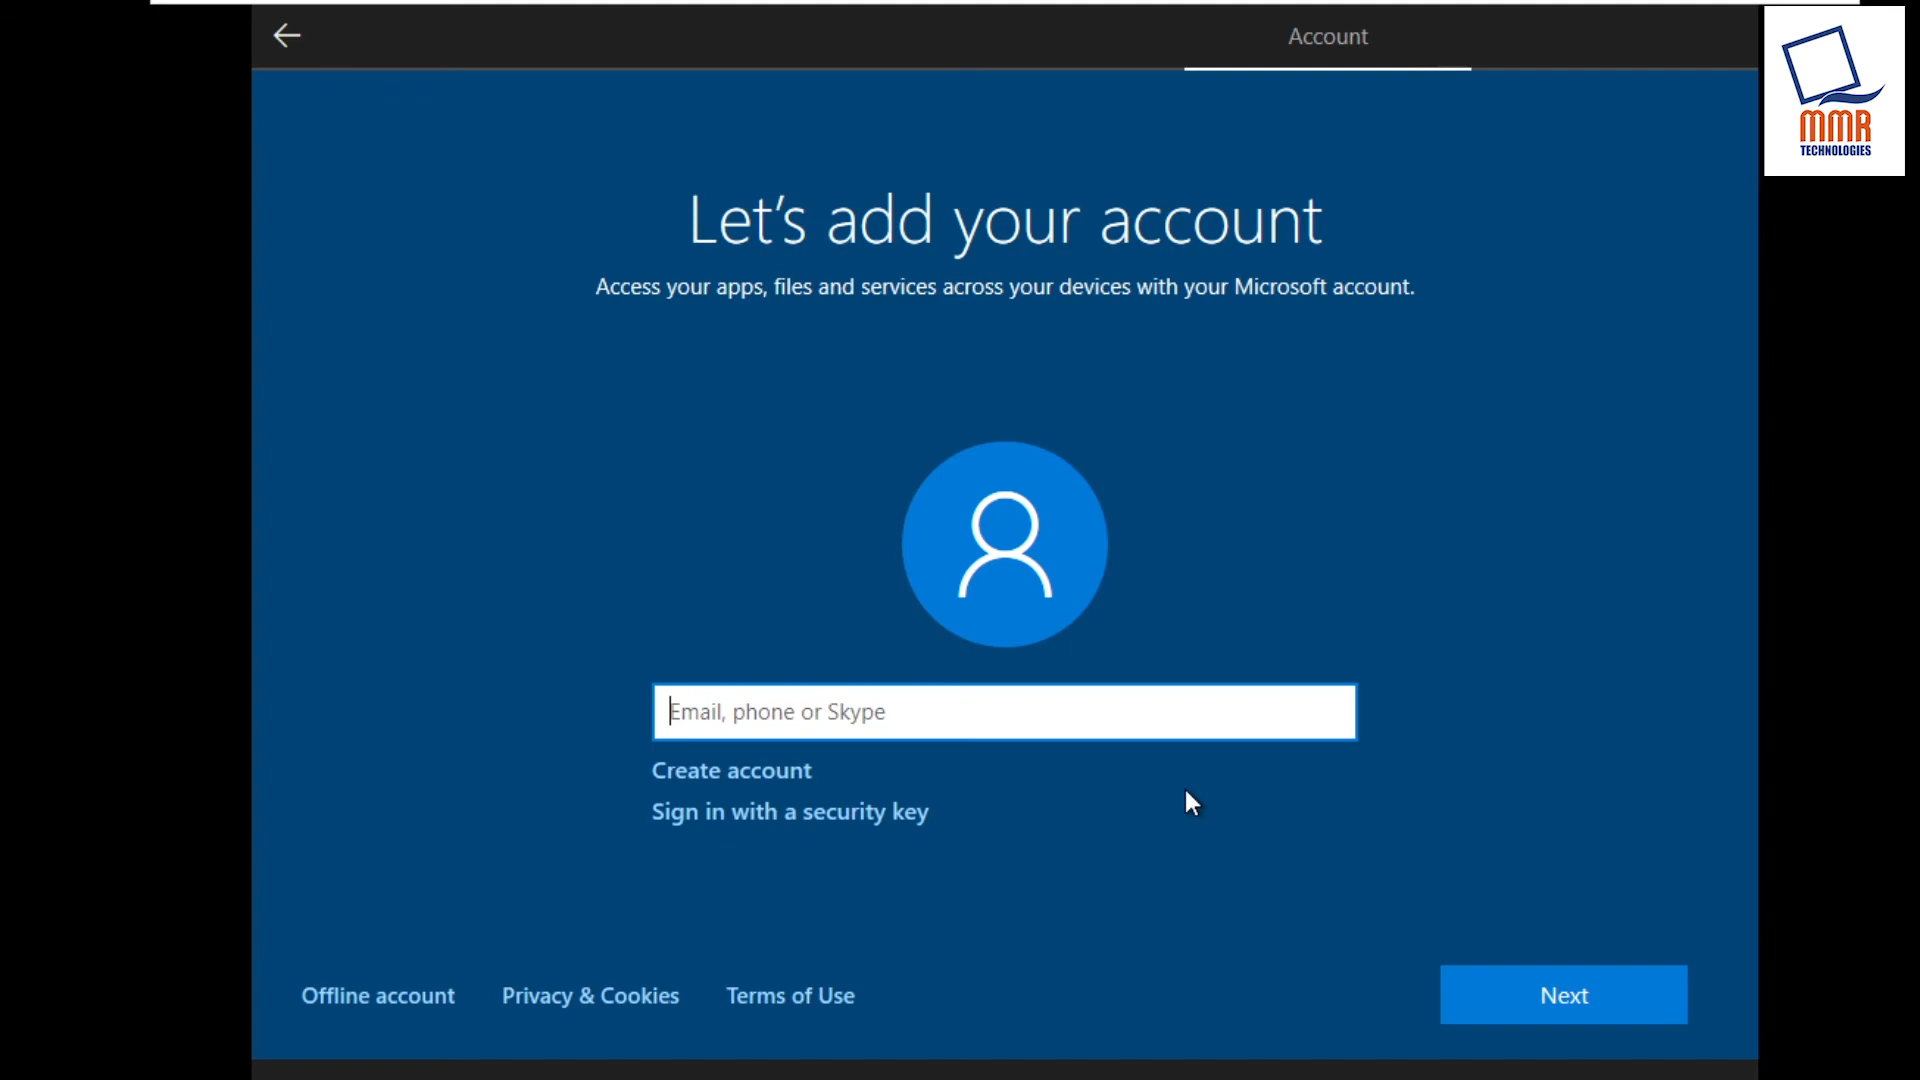 Account
MMR
TECHNOLOGIES
Let's add your account
Access your apps, files and services across your devices with your Microsoft account.
Email, phone or Skype
Create account
Sign in with a security key
Offline account Privacy & Cookies Terms of Use Next